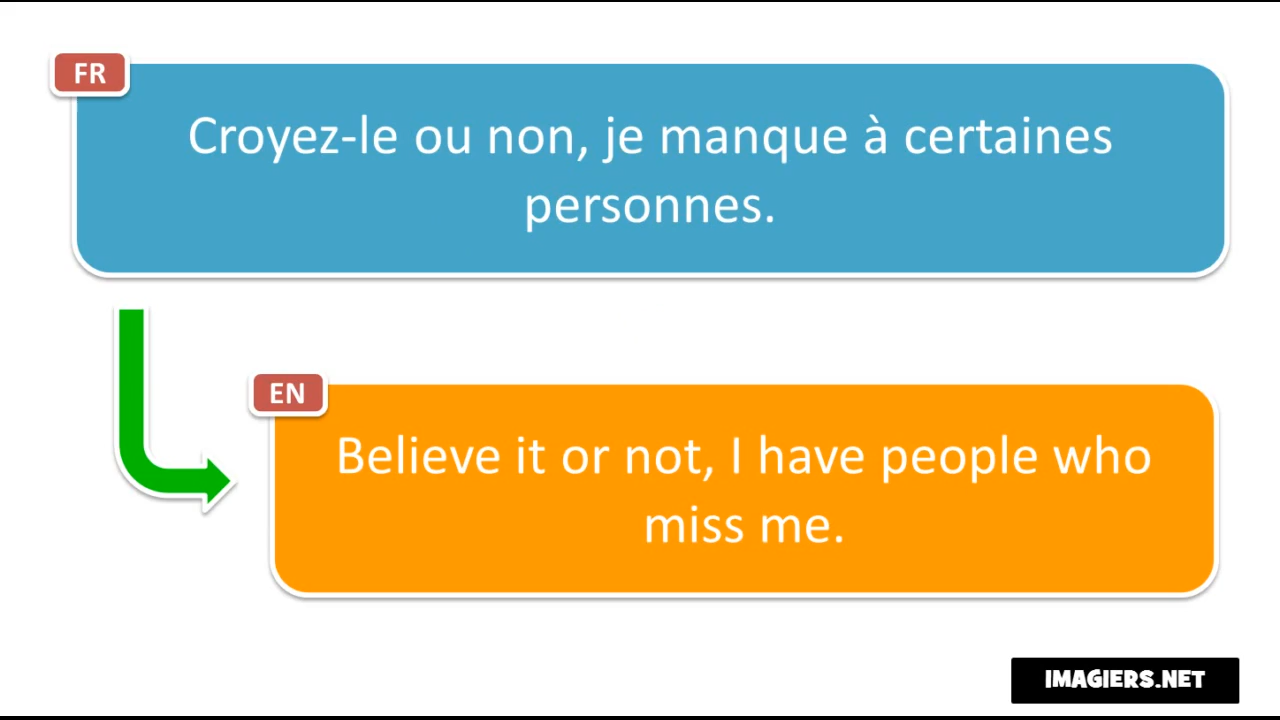 FR
Croyez-le ou non, je manque à certaines
personnes.
EN
Believe it or not, I have people who
miss me.
IMAGIERS.NET